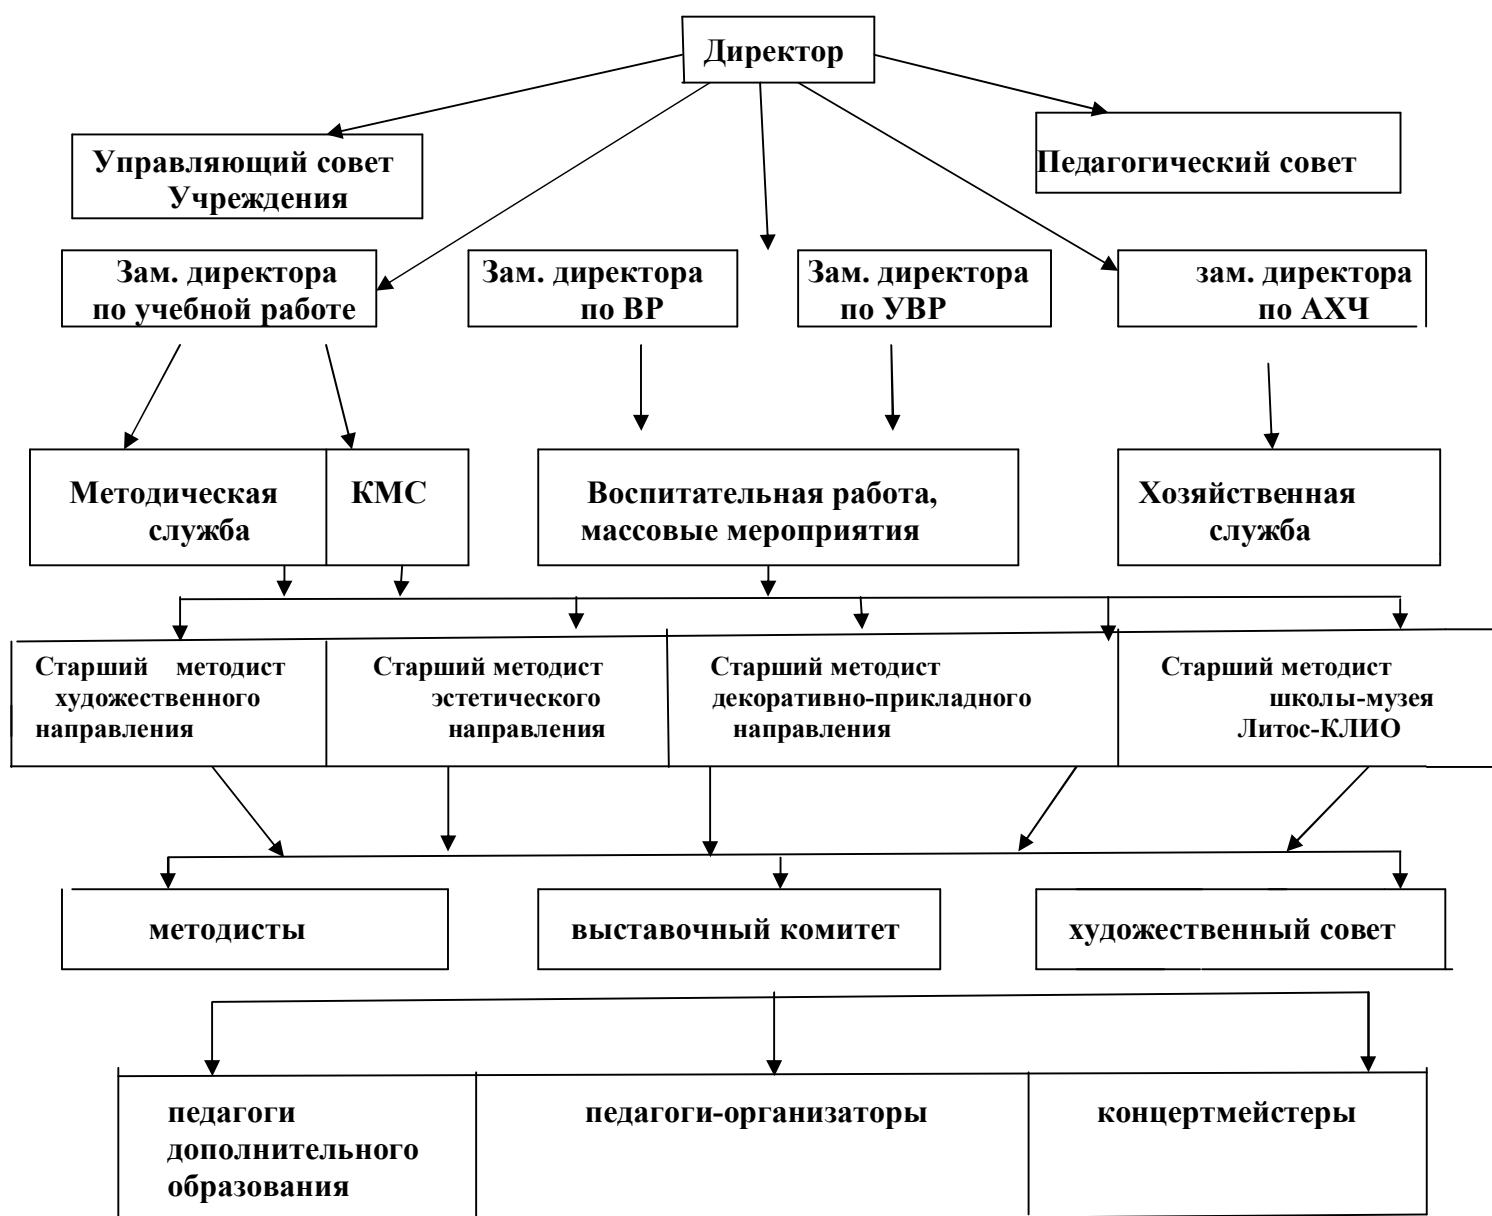 Директор
Управляющий совет
Учреждения
Педагогический совет
Зам. директора
по учебной работе
Зам. директора
по ВР
Зам. директора
по УВР
зам. директора
по АХЧ
Методическая
служба
КМС
Воспитательная работа,
массовые мероприятия
Хозяйственная
служба
Старший методист
художественного
направления
Старший методист
эстетического
направления
Старший методист
декоративно-прикладного
направления
Старший методист
школы-музея
Литос-КЛИО
методисты
выставочный комитет
художественный совет
педагоги
дополнительного
образования
педагоги-организаторы
концертмейстеры